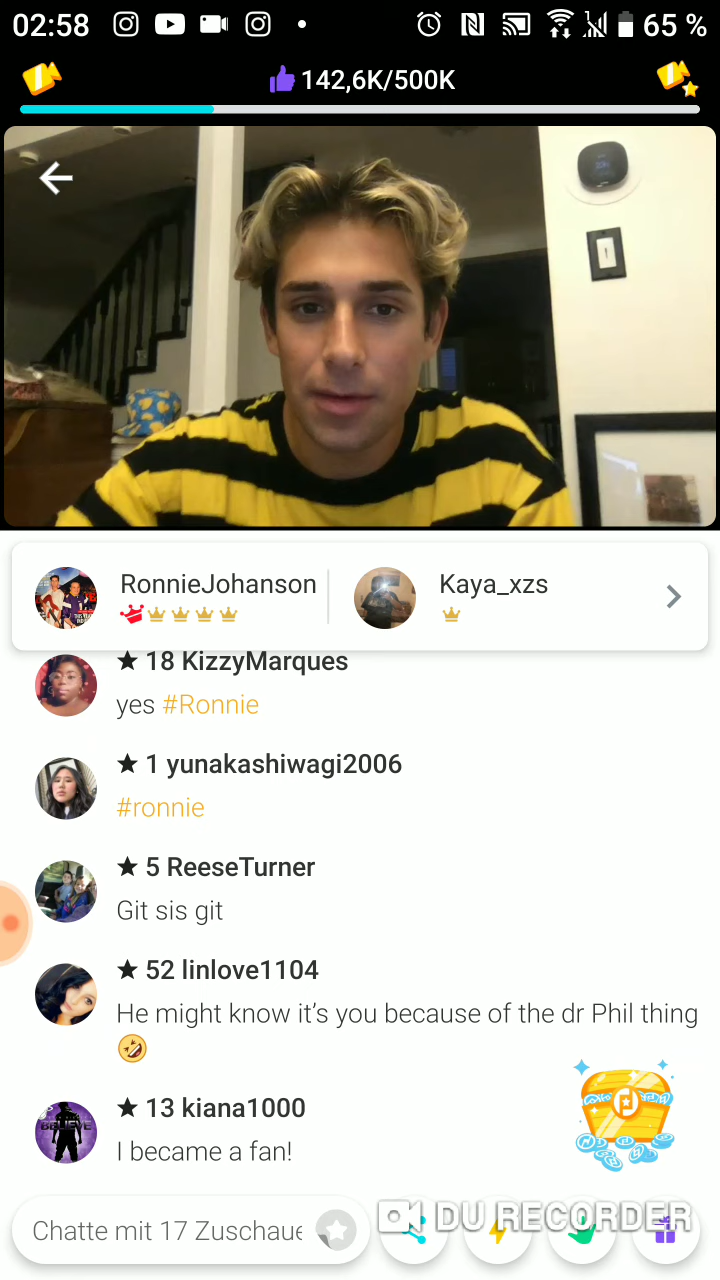 02:58
65 %
142,6K/500K
RonnieJohanson
Kaya_xzs
★ 18 KizzyMarques
yes #Ronnie
★ 1 yunakashiwagi2006
#ronnie
★ 5 ReeseTurner
Git sis git
★ 52 linlove1104
He might know it’s you because of the dr Phil thing
🤣
★ 13 kiana1000
BELIEVE
I became a fan!
Chatte mit 17 Zuschaue
DU RECORDER